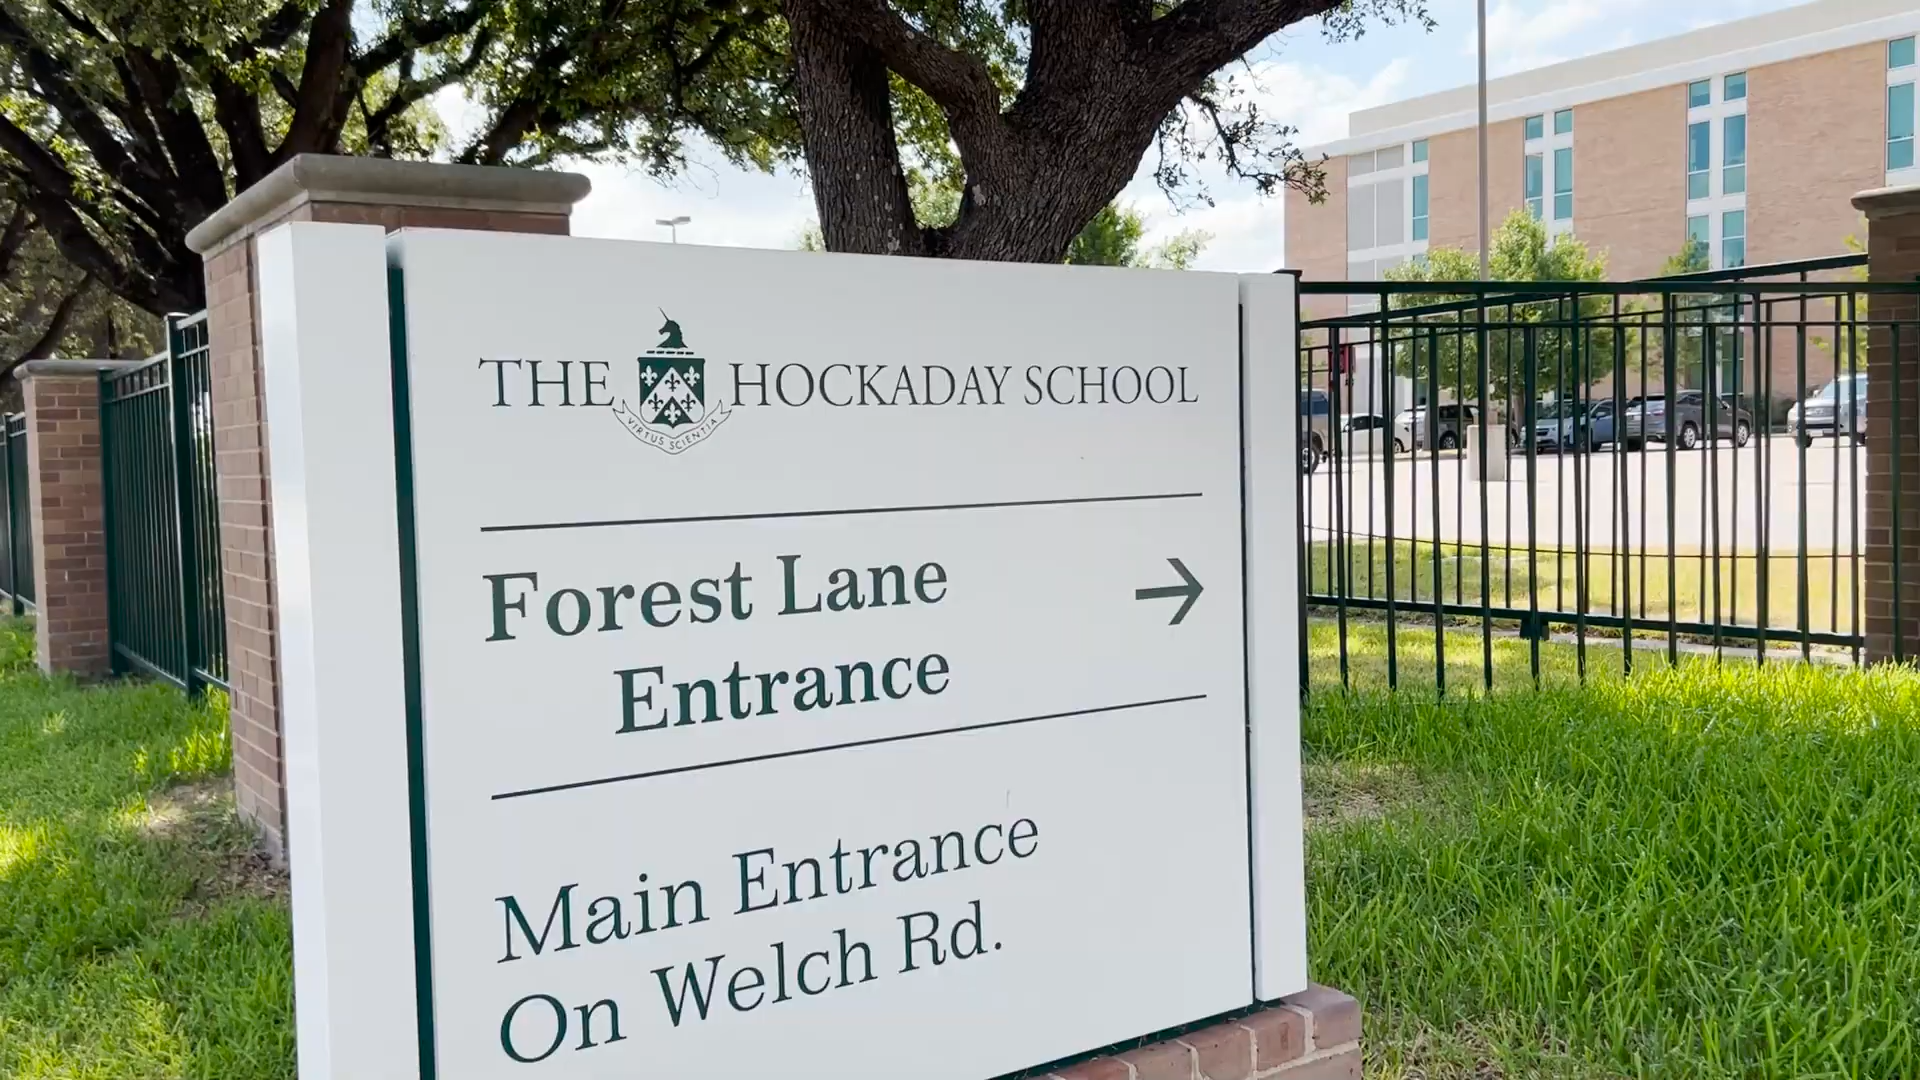 THE HOCKADAY SCHOOL
VIRTUS SCIENTIA
Forest Lane →
Entrance
Main Entrance
On Welch Rd.